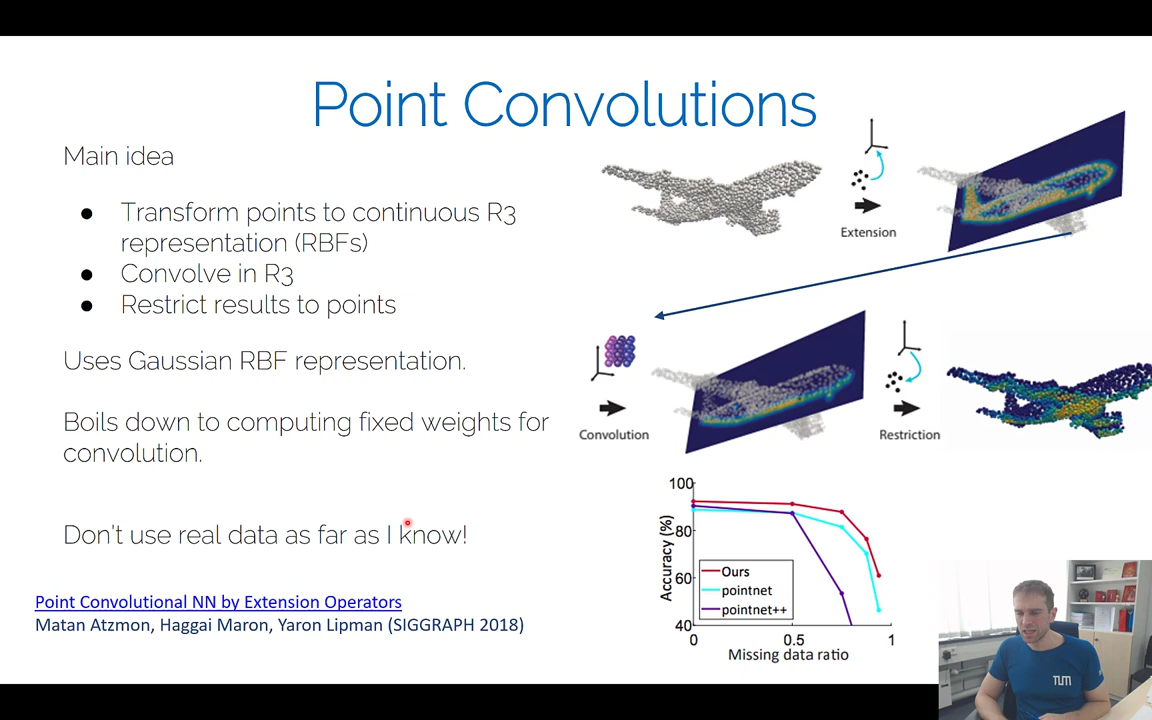 Point Convolutions
Main idea
● Transform points to continuous R3
representation (RBFs)
● Convolve in R3
● Restrict results to points
Uses Gaussian RBF representation.
Boils down to computing fixed weights for
convolution.
Don't use real data as far as I know!
Point Convolutional NN by Extension Operators
Matan Atzmon, Haggai Maron, Yaron Lipman (SIGGRAPH 2018)
Extension
Convolution
Restriction
100
80
60
40
Accuracy (%)
Ours
pointnet
pointnet++
0
0.5
1
Missing data ratio
TUM